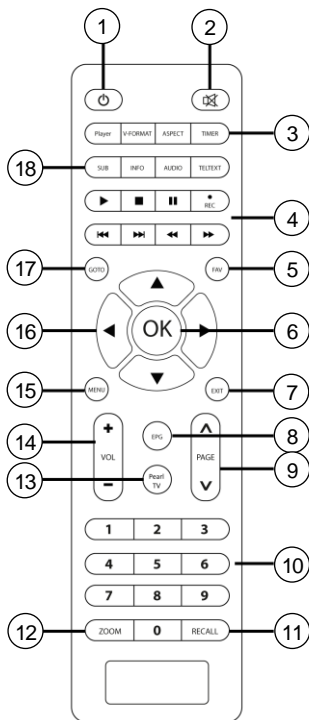 1
2
Player V-FORMAT ASPECT TIMER
3
18
SUB INFO AUDIO TELTEXT
REC
4
17
GOTO
FAV
5
16
OK
6
15
MENU
EXIT
7
14
+
VOL
-
EPG
8
PAGE
9
13
Pearl
TV
1 2 3
4 5 6
10
7 8 9
12
ZOOM 0 RECALL
11